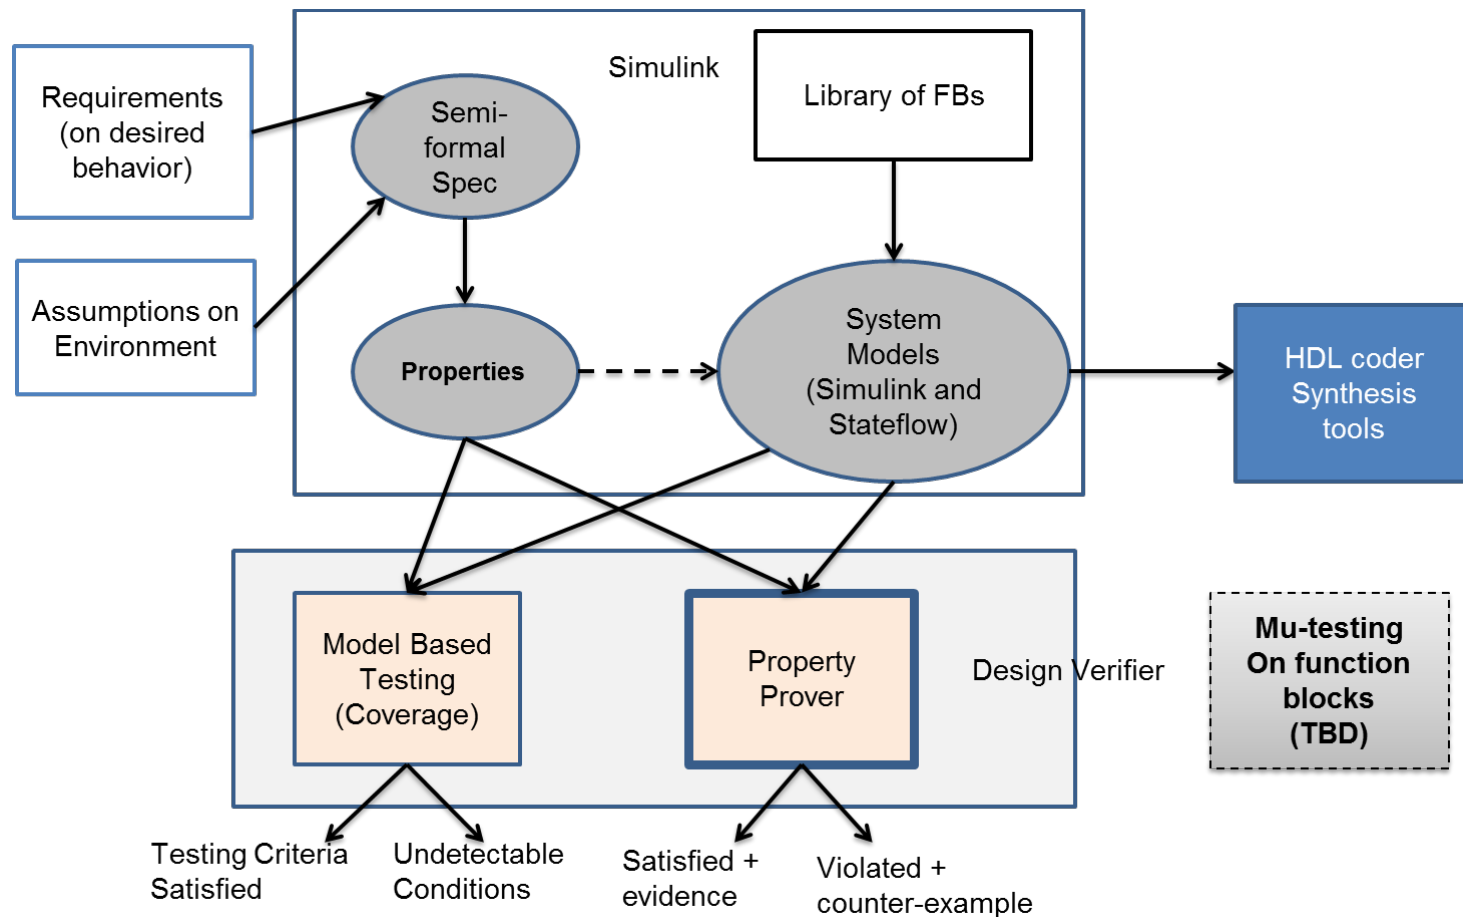 Simulink
Requirements
(on desired
behavior)
Semi-
formal
Spec
Library of FBs
Assumptions on
Environment
Properties
System
Models
(Simulink and
Stateflow)
HDL coder
Synthesis
tools
Model Based
Testing
(Coverage)
Property
Prover
Design Verifier
Mu-testing
On function
blocks
(TBD)
Testing Criteria
Satisfied
Undetectable
Conditions
Satisfied +
evidence
Violated +
counter-example